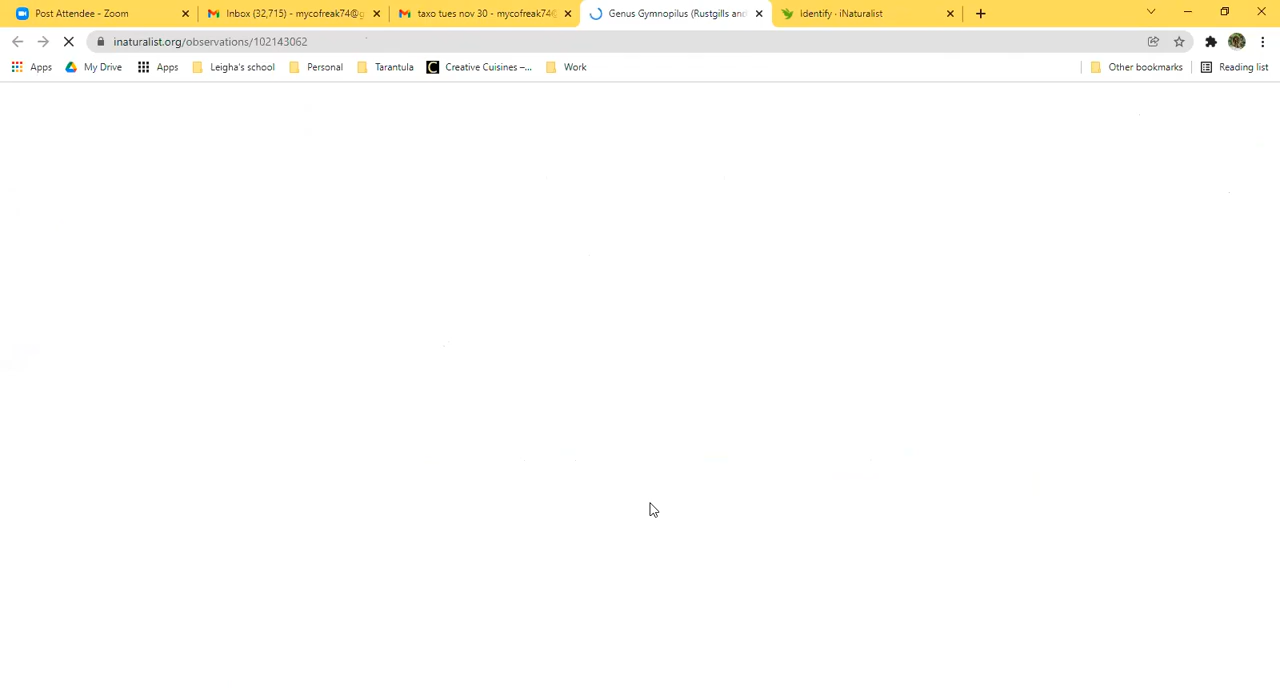 Post Attendee - Zoom
Inbox (32,715) - mycofreak74@g
taxo tues nov 30 - mycofreak74@
Genus Gymnopilus (Rustgills and
Identify · iNaturalist
inaturalist.org/observations/102143062
Apps
My Drive
Apps
Leigha's school
Personal
Tarantula
C
Creative Cuisines –...
Work
Other bookmarks
Reading list